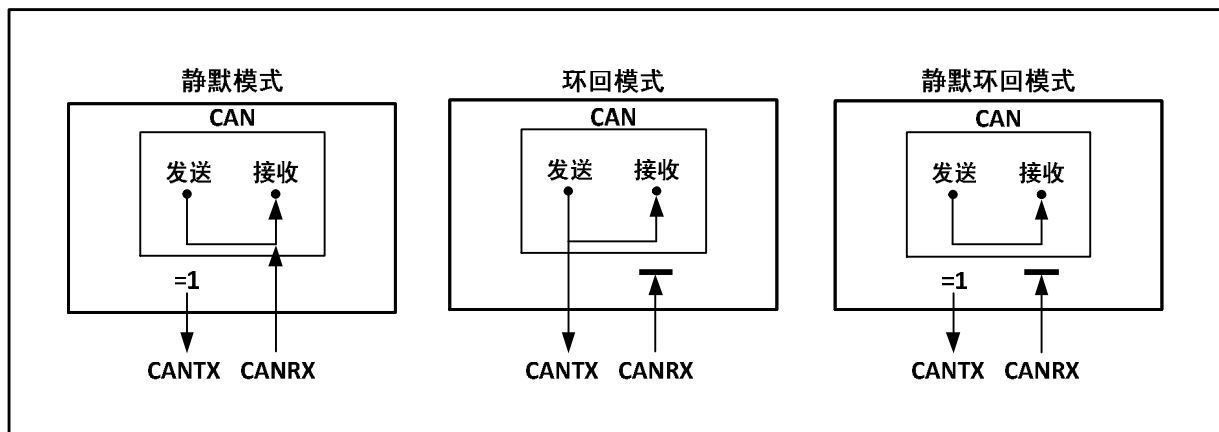 静默模式 环回模式 静默环回模式
CAN CAN CAN
发送 接收 发送 接收 发送 接收
=1 =1
CANTX CANRX CANTX CANRX CANTX CANRX